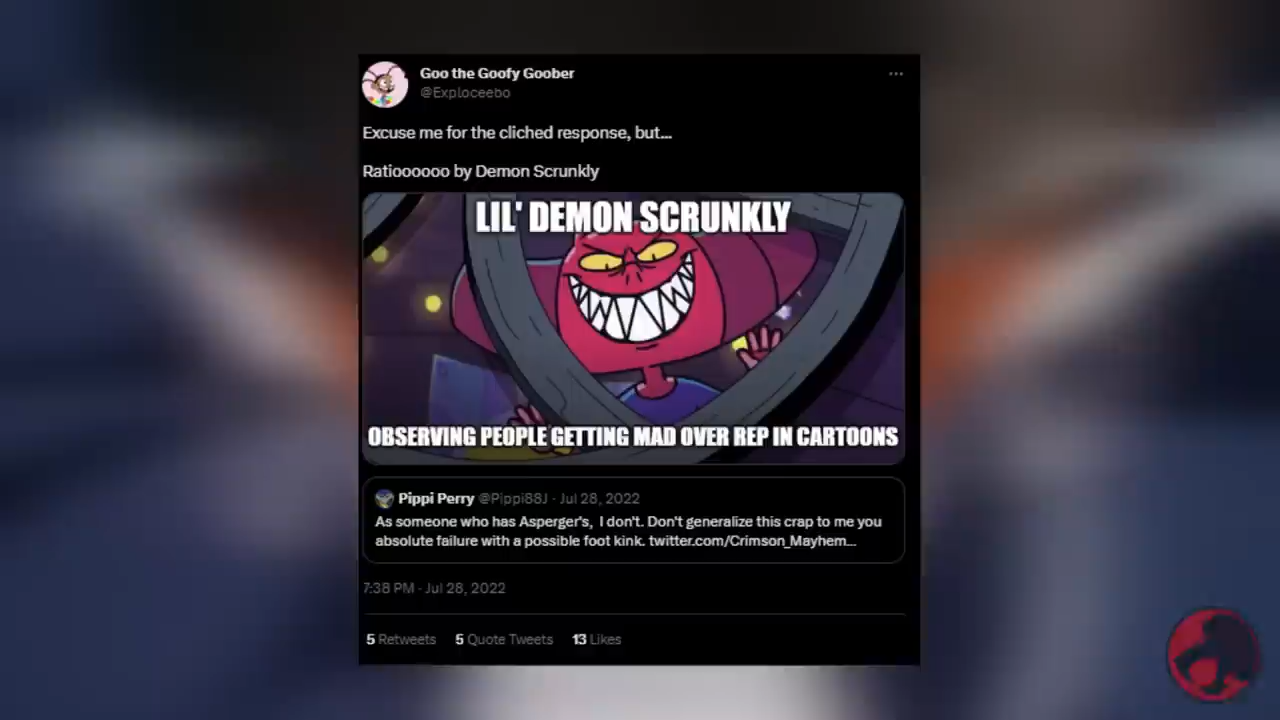 Goo the Goofy Goober
@Exploceebo
Excuse me for the cliched response, but...
Ratioooooo by Demon Scrunkly
LIL' DEMON SCRUNKLY
OBSERVING PEOPLE GETTING MAD OVER REP IN CARTOONS
Pippi Perry @Pippi88J · Jul 28, 2022
As someone who has Asperger's, I don't. Don't generalize this crap to me you
absolute failure with a possible foot kink. twitter.com/Crimson_Mayhem...
7:38 PM · Jul 28, 2022
5 Retweets 5 Quote Tweets 13 Likes